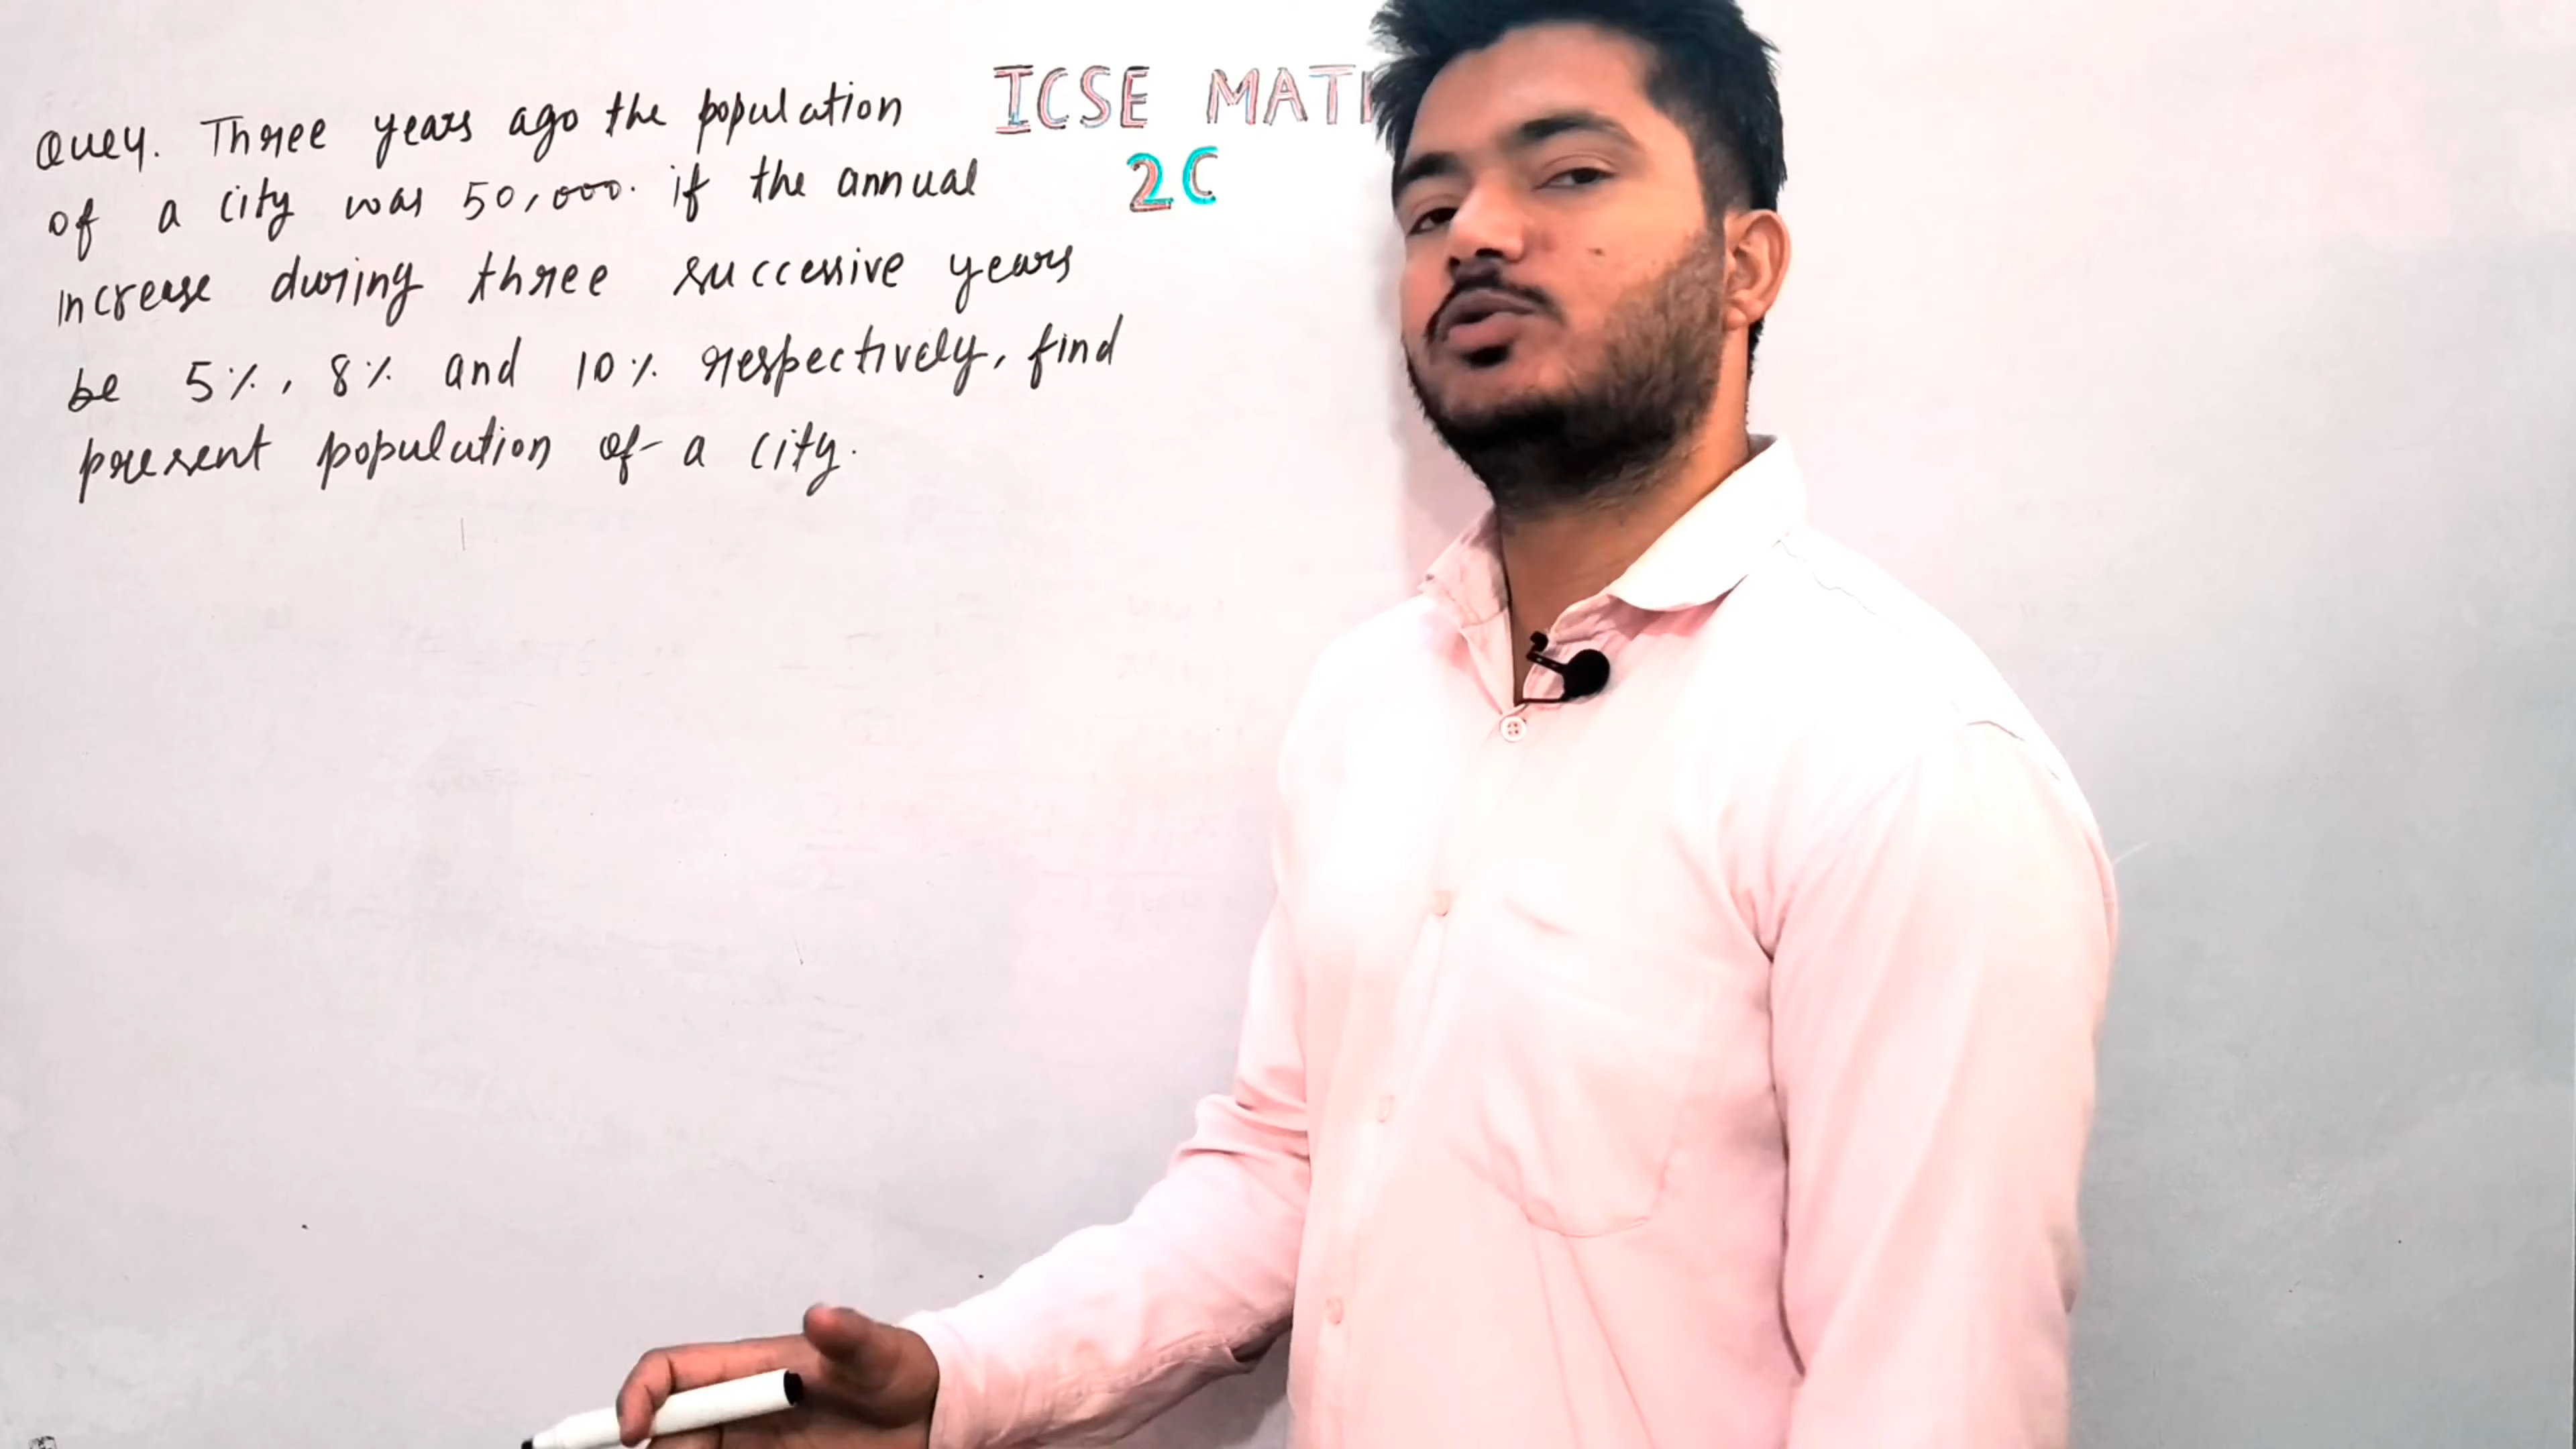 Que4. Three years ago the population
of a city was 50,000. if the annual
increase during three successive years
be 5%, 8% and 10% respectively, find
present population of a city.
ICSE MAT
2C